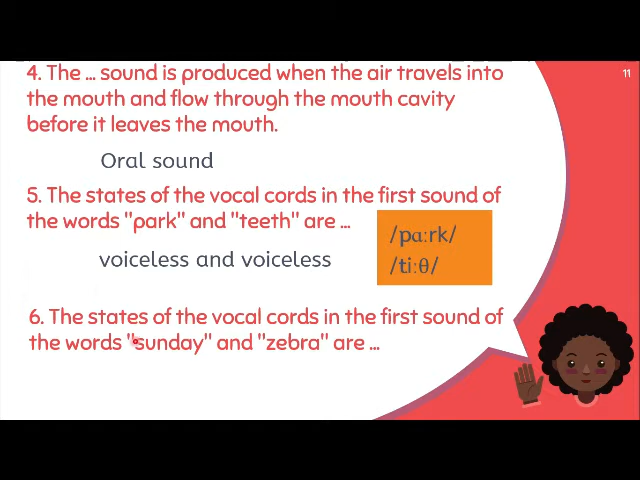 11
4. The ... sound is produced when the air travels into
the mouth and flow through the mouth cavity
before it leaves the mouth.
Oral sound
5. The states of the vocal cords in the first sound of
the words "park" and "teeth" are ...
/pɑːrk/
/tiːθ/
voiceless and voiceless
6. The states of the vocal cords in the first sound of
the words "sunday" and "zebra" are ...